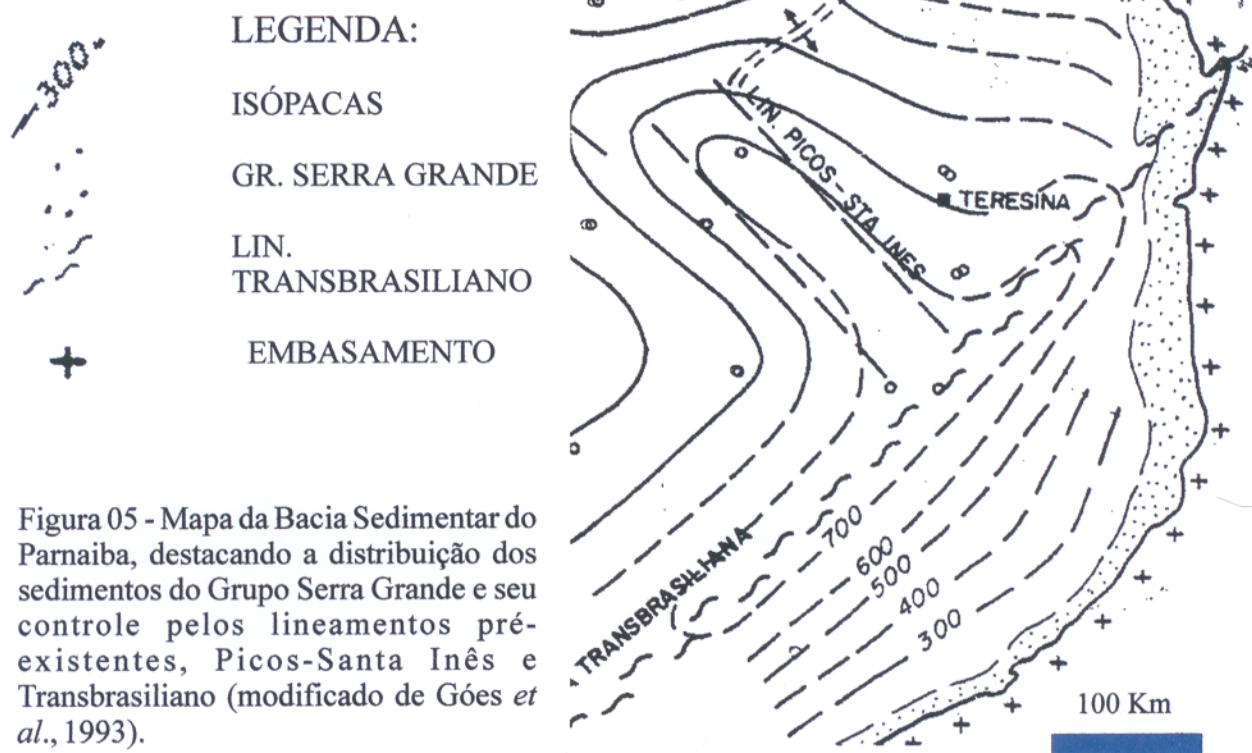 LEGENDA:
300
ISÓPACAS
GR. SERRA GRANDE
LIN.
TRANSBRASILIANO
EMBASAMENTO
Figura 05 - Mapa da Bacia Sedimentar do
Parnaiba, destacando a distribuição dos
sedimentos do Grupo Serra Grande e seu
controle pelos lineamentos pré-
existentes, Picos-Santa Inês e
Transbrasiliano (modificado de Góes et
al., 1993).
LIN. PICOS - STA INES
TERESINA
TRANSBRASILIANA
700
600
500
400
300
100 Km